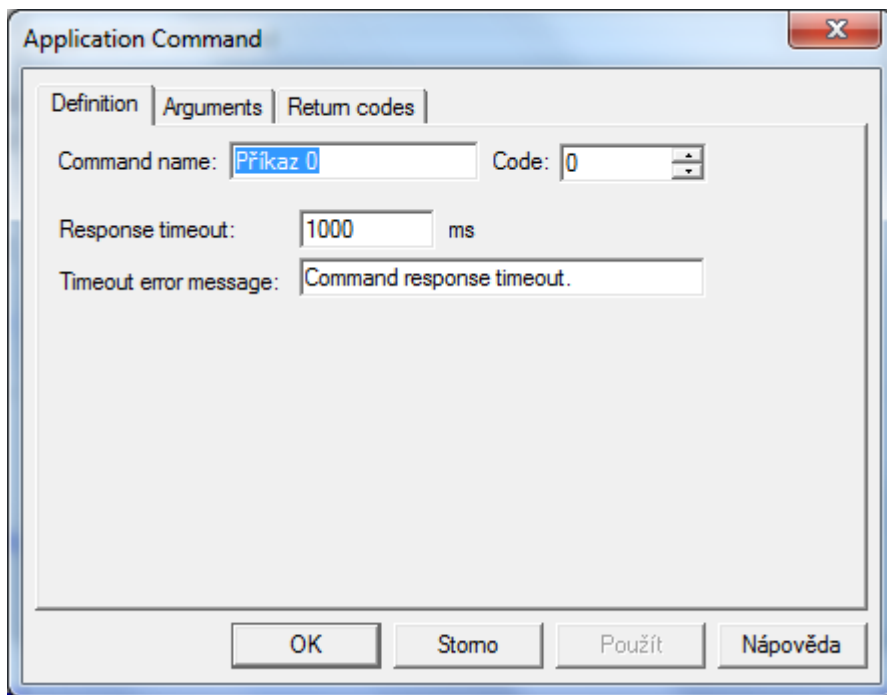 Application Command
Definition Arguments Return codes
Command name: Příkaz 0 Code: 0
Response timeout: 1000 ms
Timeout error message: Command response timeout.
OK Storno Použít Nápověda